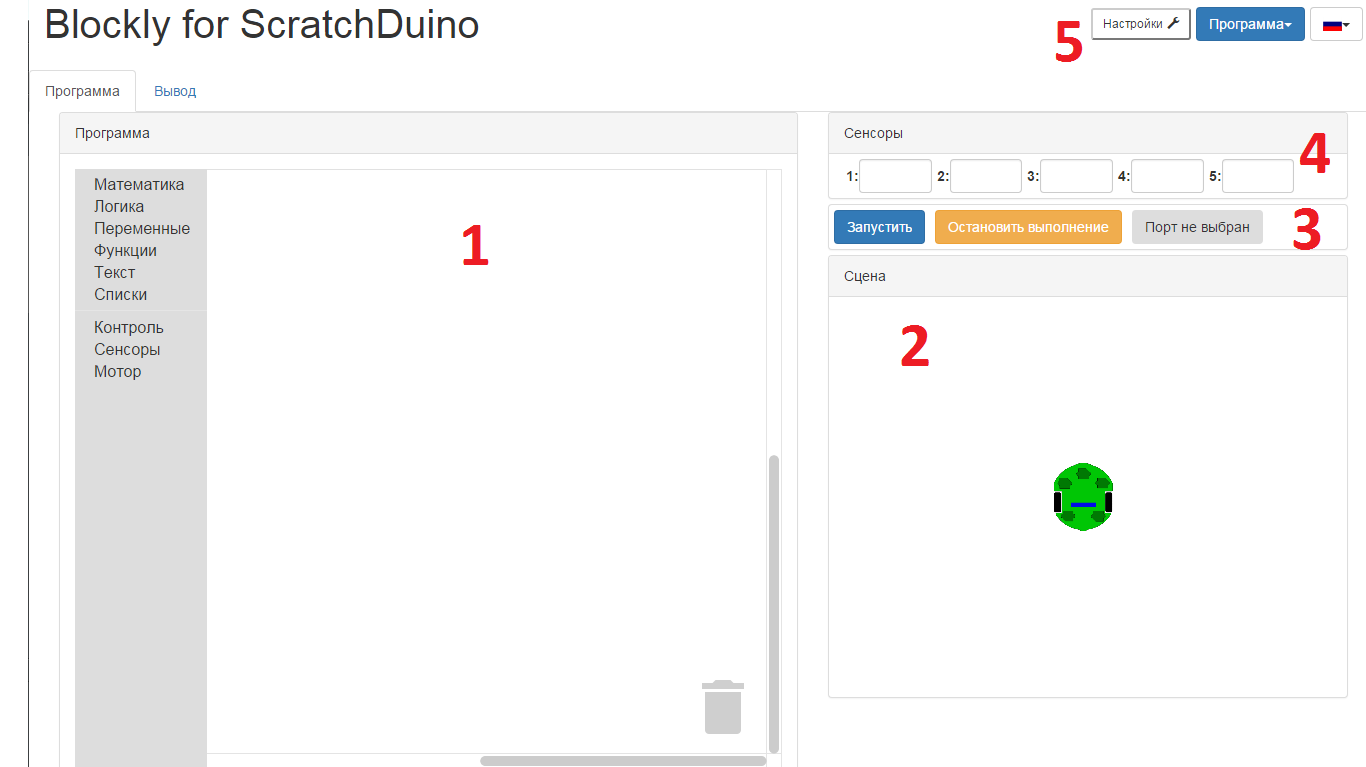 Blockly for ScratchDuino
5
Настройки
Программа
Программа
Вывод
Программа
Математика
Логика
Переменные
Функции
Текст
Списки
Контроль
Сенсоры
Мотор
1
Сенсоры
4
1: 2: 3: 4: 5:
Запустить Остановить выполнение Порт не выбран
3
Сцена
2